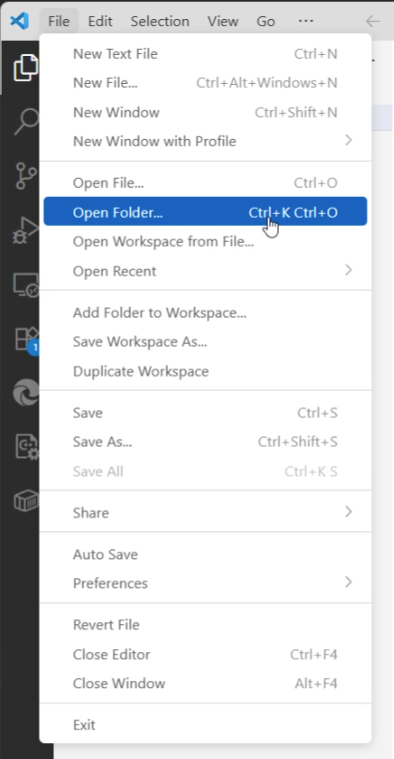 File Edit Selection View Go ...
New Text File Ctrl+N
New File... Ctrl+Alt+Windows+N
New Window Ctrl+Shift+N
New Window with Profile
Open File... Ctrl+O
Open Folder... Ctrl+K Ctrl+O
Open Workspace from File...
Open Recent
Add Folder to Workspace...
Save Workspace As...
Duplicate Workspace
Save Ctrl+S
Save As... Ctrl+Shift+S
Save All Ctrl+K S
Share
Auto Save
Preferences
Revert File
Close Editor Ctrl+F4
Close Window Alt+F4
Exit
1